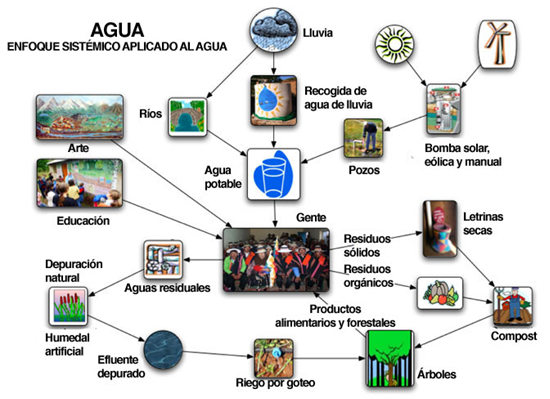 AGUA
ENFOQUE SISTÉMICO APLICADO AL AGUA
Lluvia
Recogida de
agua de lluvia
Ríos
Bomba solar,
eólica y manual
Pozos
Agua
potable
Arte
Educación
Gente
Residuos
sólidos
Letrinas
secas
Residuos
orgánicos
Compost
Aguas residuales
Depuración
natural
Humedal
artificial
Efluente
depurado
Riego por goteo
Productos
alimentarios y forestales
Árboles